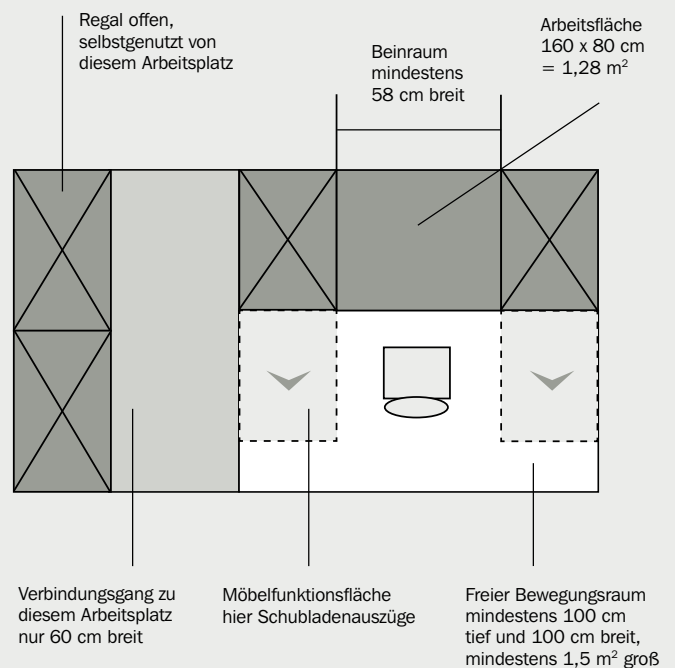 Regal offen,
selbstgenutzt von
diesem Arbeitsplatz
Beinraum
mindestens
58 cm breit
Arbeitsfläche
160 x 80 cm
= 1,28 m²
Verbindungsgang zu
diesem Arbeitsplatz
nur 60 cm breit
Möbelfunktionsfläche
hier Schubladenauszüge
Freier Bewegungsraum
mindestens 100 cm
tief und 100 cm breit,
mindestens 1,5 m² groß